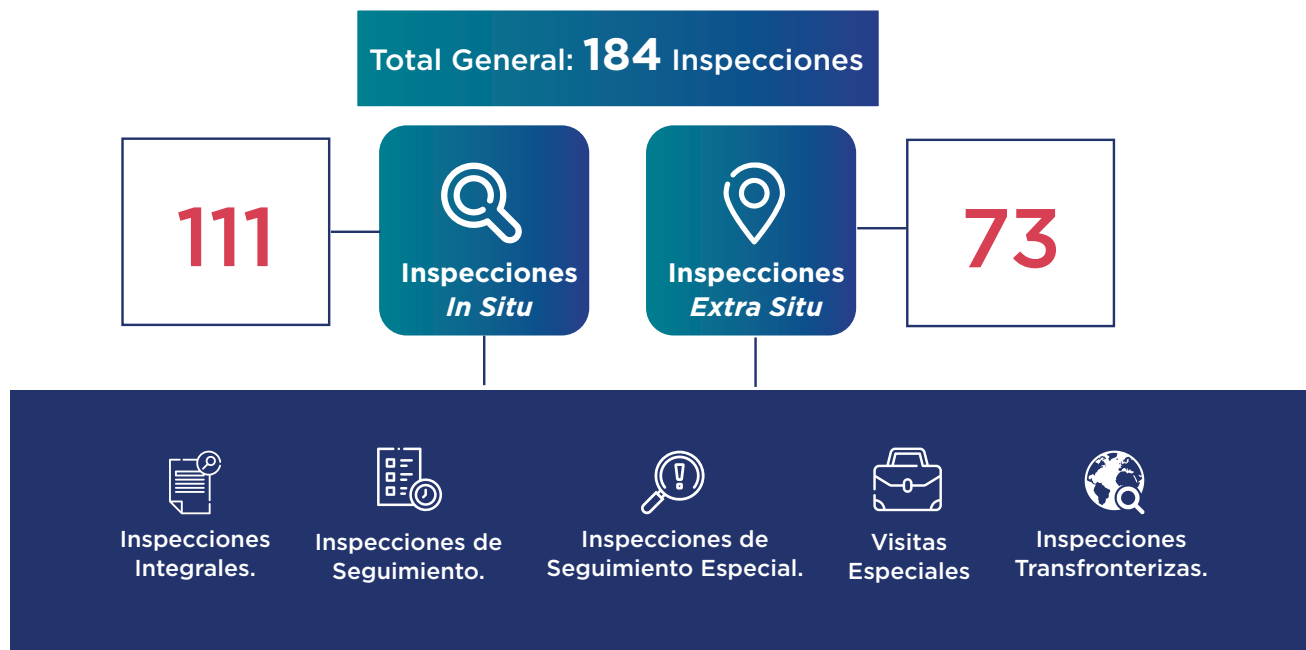 Total General: 184 Inspecciones
111
Inspecciones
In Situ
Inspecciones
Extra Situ
73
Inspecciones
Integrales.
Inspecciones de
Seguimiento.
Inspecciones de
Seguimiento Especial.
Visitas
Especiales
Inspecciones
Transfronterizas.